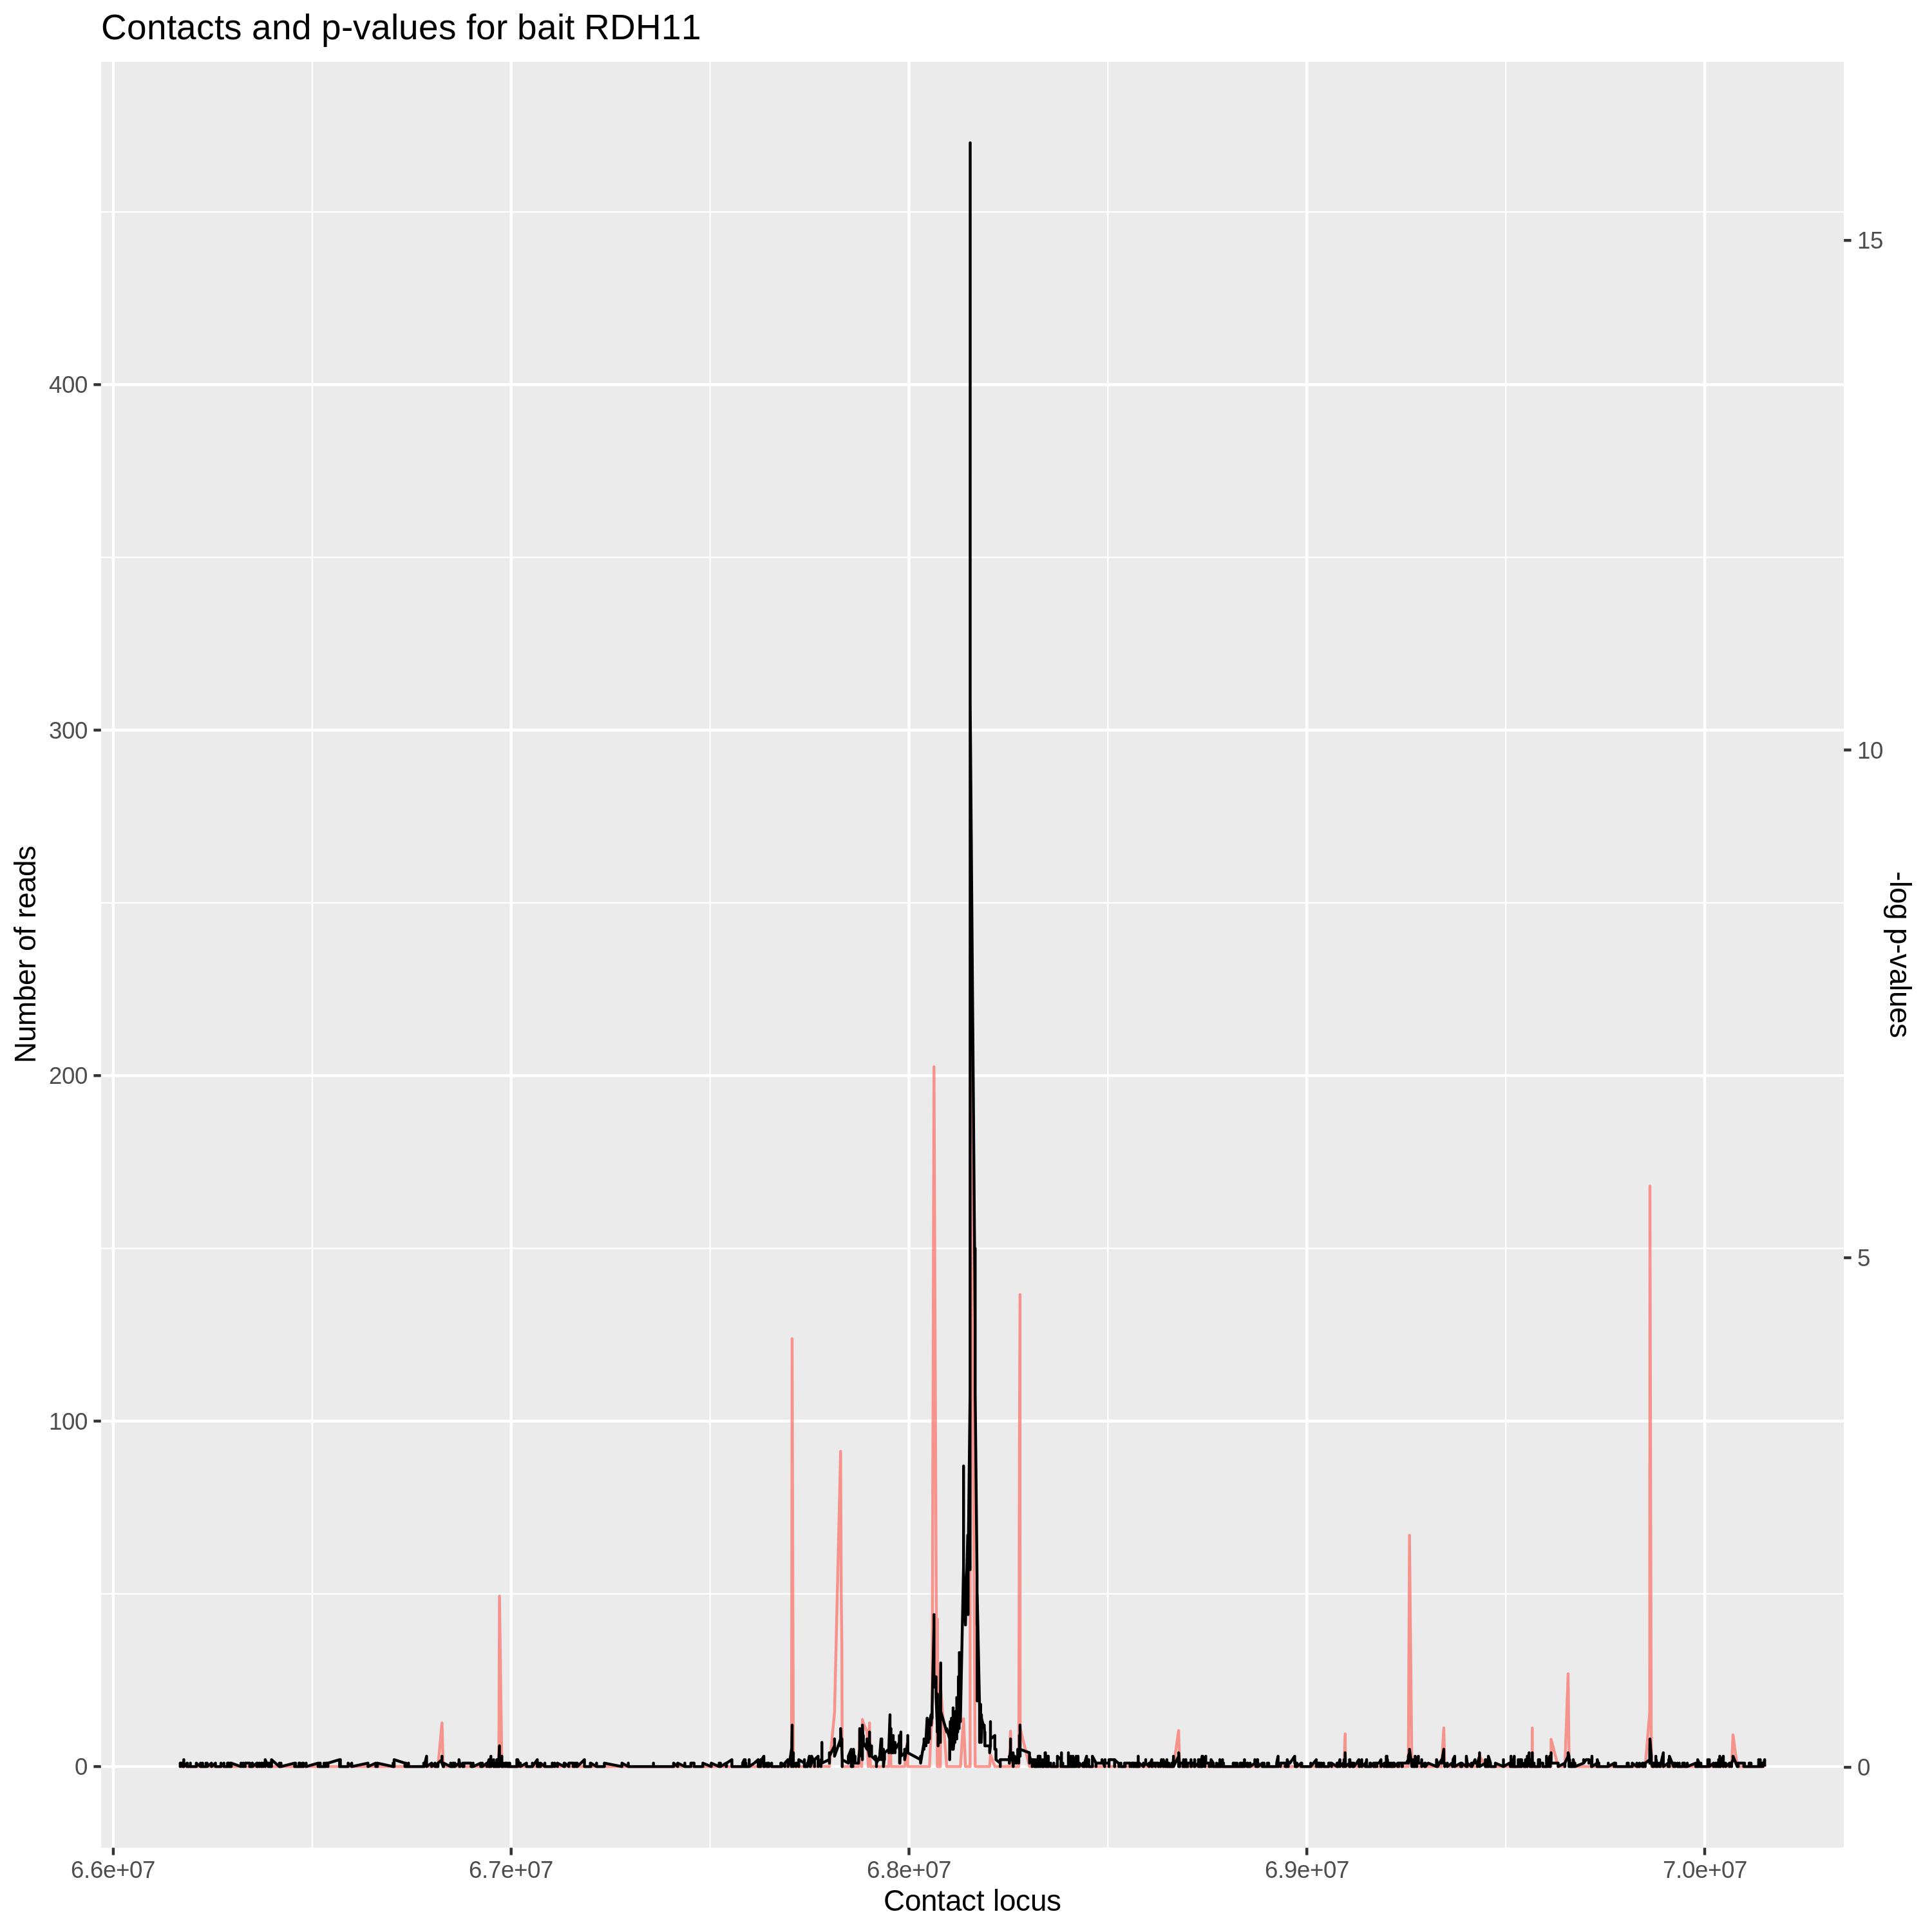 Contacts and p-values for bait RDH11
Number of reads
400
300
200
100
0
15
10
5
0
-log p-values
6.6e+07
6.7e+07
6.8e+07
6.9e+07
7.0e+07
Contact locus